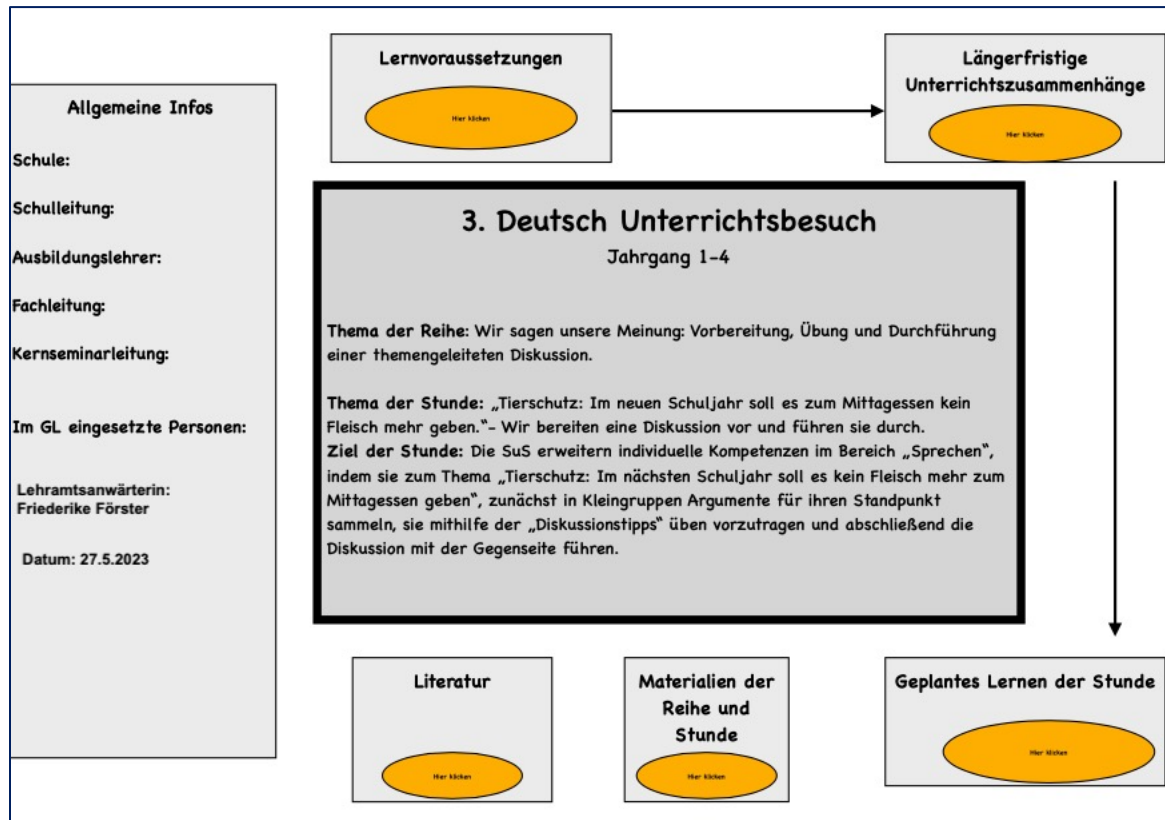 Allgemeine Infos
Schule:
Schulleitung:
Ausbildungslehrer:
Fachleitung:
Kernseminarleitung:
Im GL eingesetzte Personen:
Lehramtsanwärterin:
Friederike Förster
Datum: 27.5.2023
Lernvoraussetzungen
Hier klicken
Längerfristige
Unterrichtszusammenhänge
Hier klicken
3. Deutsch Unterrichtsbesuch
Jahrgang 1-4
Thema der Reihe: Wir sagen unsere Meinung: Vorbereitung, Übung und Durchführung
einer themengeleiteten Diskussion.
Thema der Stunde: „Tierschutz: Im neuen Schuljahr soll es zum Mittagessen kein
Fleisch mehr geben.“- Wir bereiten eine Diskussion vor und führen sie durch.
Ziel der Stunde: Die SuS erweitern individuelle Kompetenzen im Bereich „Sprechen“,
indem sie zum Thema „Tierschutz: Im nächsten Schuljahr soll es kein Fleisch mehr zum
Mittagessen geben“, zunächst in Kleingruppen Argumente für ihren Standpunkt
sammeln, sie mithilfe der „Diskussionstipps“ üben vorzutragen und abschließend die
Diskussion mit der Gegenseite führen.
Literatur
Hier klicken
Materialien der
Reihe und
Stunde
Hier klicken
Geplantes Lernen der Stunde
Hier klicken